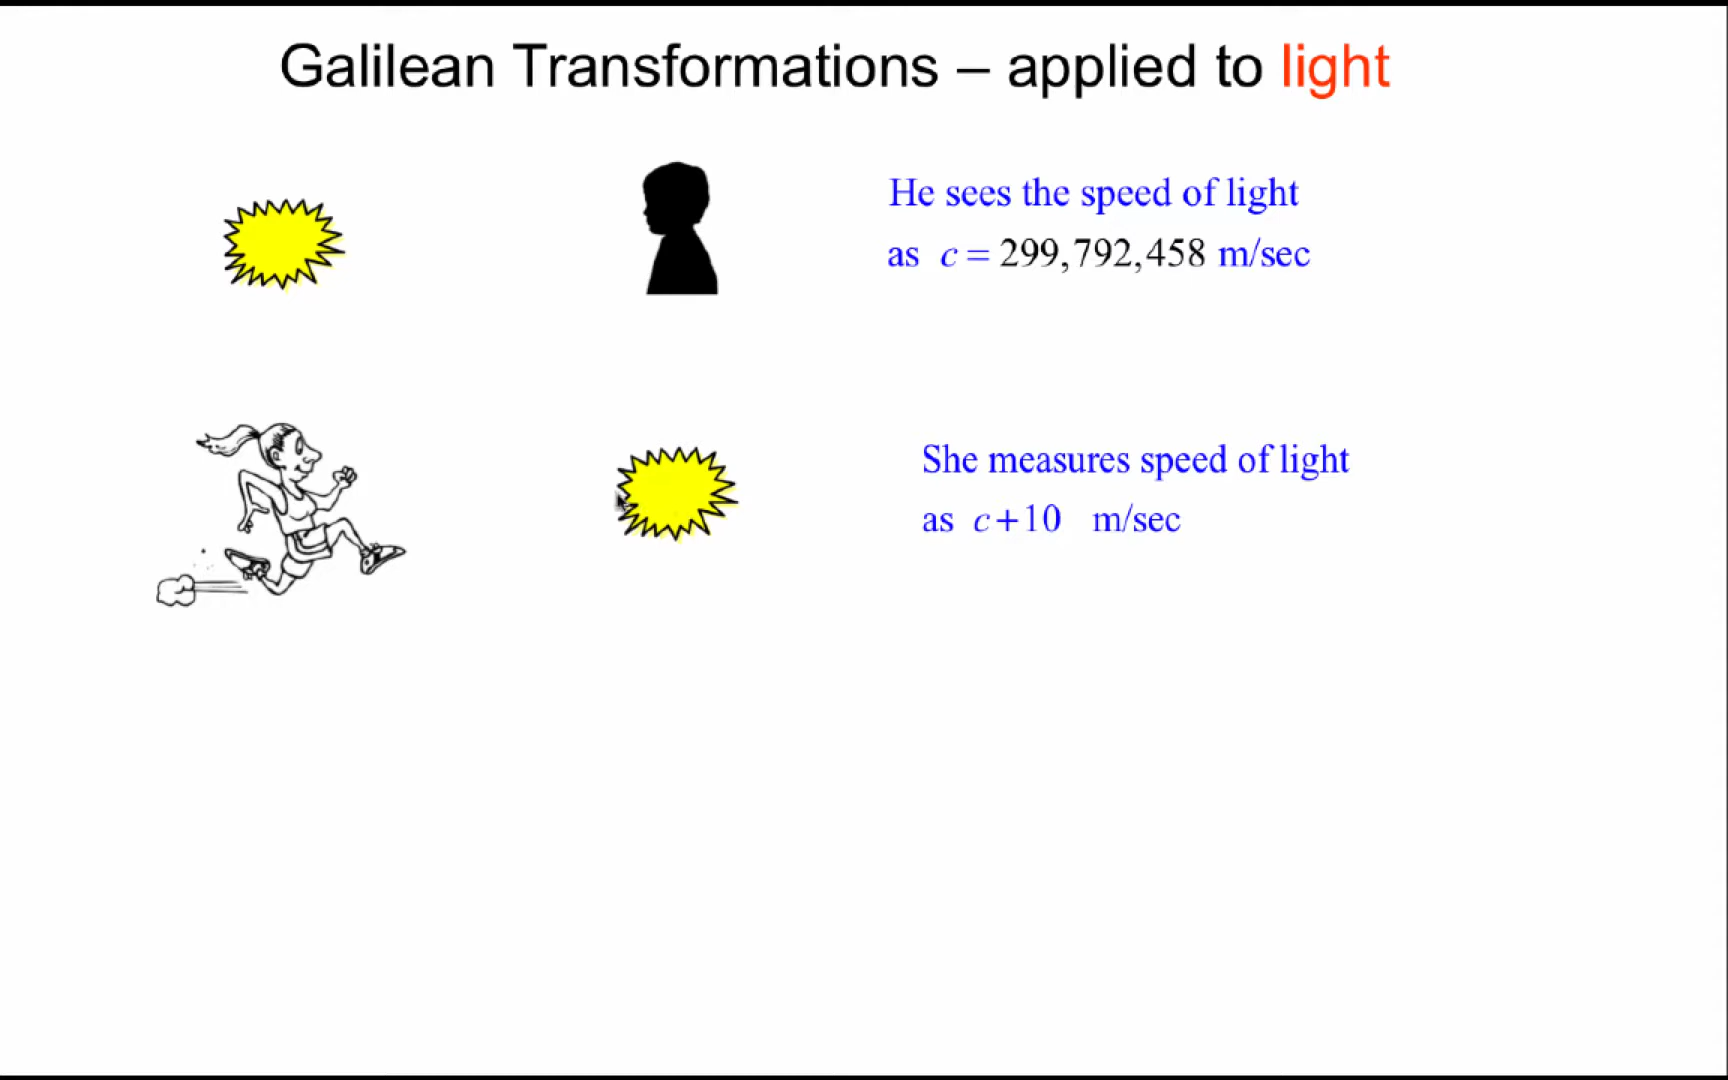 Galilean Transformations – applied to light
He sees the speed of light
as c = 299,792,458 m/sec
She measures speed of light
as c+10 m/sec